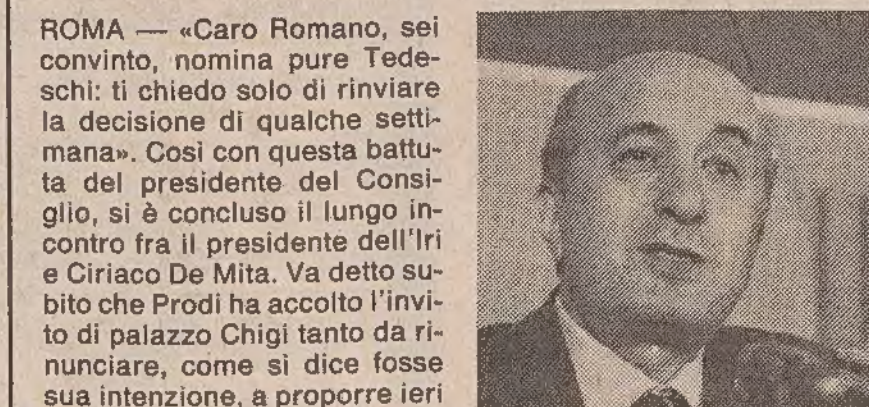 ROMA — «Caro Romano, sei
convinto, nomina pure Tede-
schi: ti chiedo solo di rinviare
la decisione di qualche setti-
mana». Così con questa battu-
ta del presidente del Consi-
glio, si è concluso il lungo in-
contro fra il presidente dell'Iri
e Ciriaco De Mita. Va detto su-
bito che Prodi ha accolto l'invi-
to di palazzo Chigi tanto da ri-
nunciare, come si dice fosse
sua intenzione, a proporre ieri